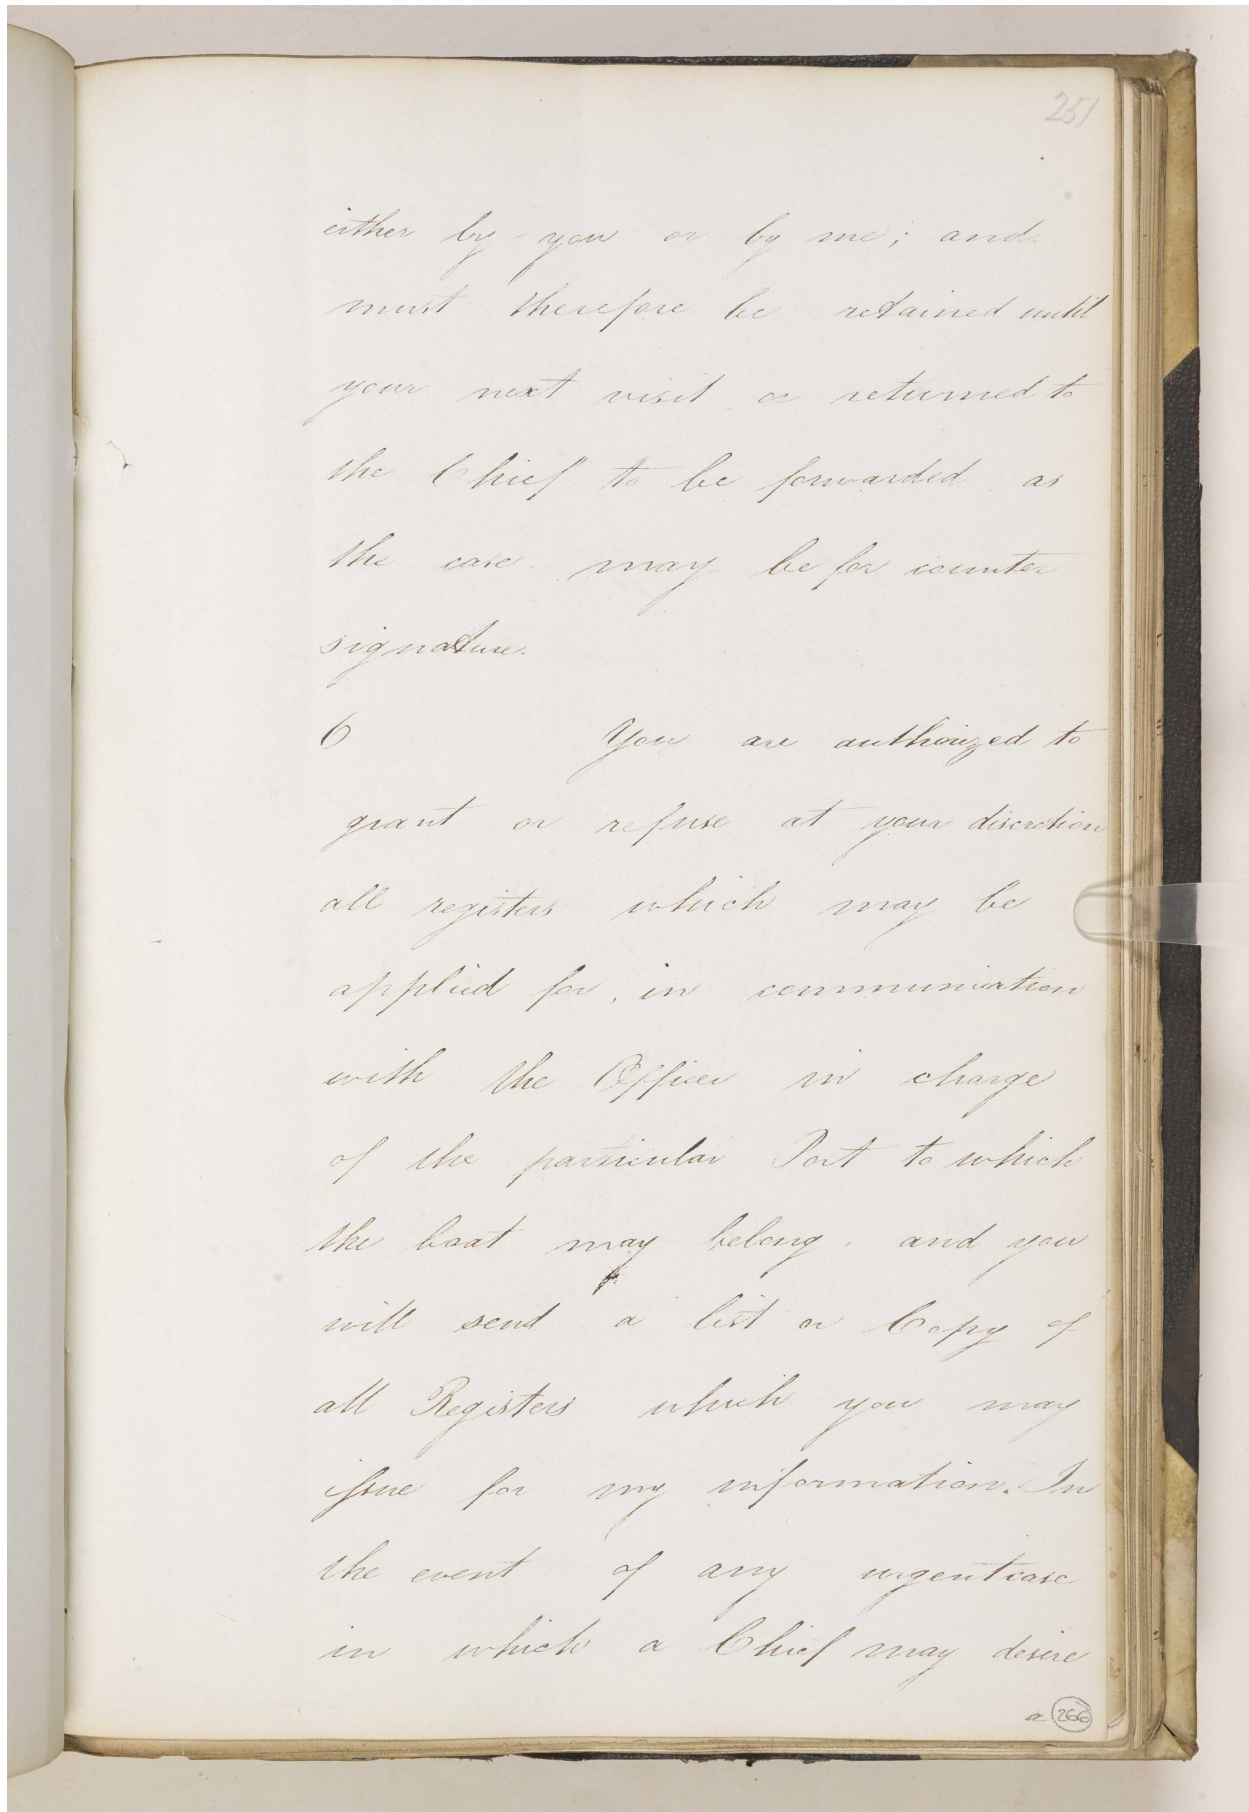 251
either by you or by me; and
must therefore be retained until
your next visit or returned to
the Chief to be forwarded as
the case may be for counter
signature.
6 You are authorized to
grant or refuse at your discretion
all registers which may be
applied for, in communication
with the Officer in charge
of the particular Port to which
the boat may belong. and you
will send a list or Copy of
all Registers which you may
issue for my information. In
the event of any urgent case
in which a Chief may desire
a 266